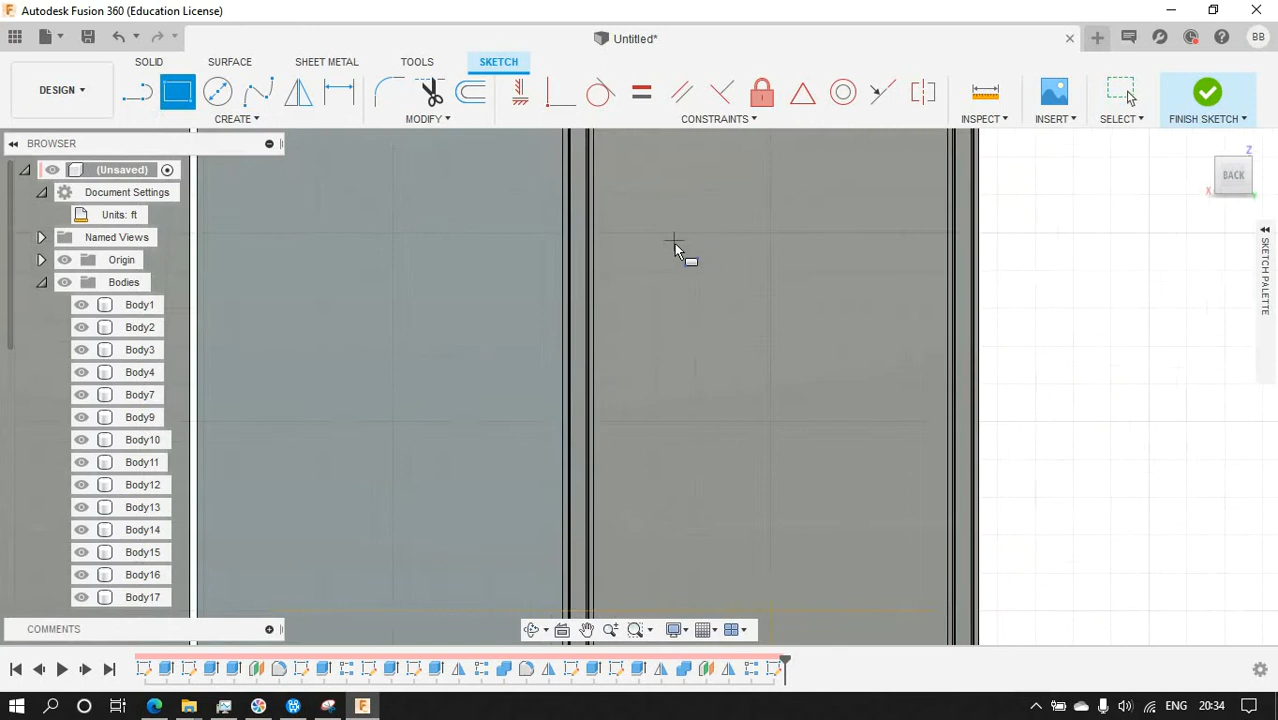 Autodesk Fusion 360 (Education License)
Untitled*
BB
SOLID SURFACE SHEET METAL TOOLS SKETCH
DESIGN
CREATE MODIFY CONSTRAINTS INSPECT INSERT SELECT FINISH SKETCH
BROWSER
(Unsaved)
Document Settings
Units: ft
Named Views
Origin
Bodies
Body1
Body2
Body3
Body4
Body7
Body9
Body10
Body11
Body12
Body13
Body14
Body15
Body16
Body17
Z
BACK
X
Y
SKETCH PALETTE
COMMENTS
ENG 20:34